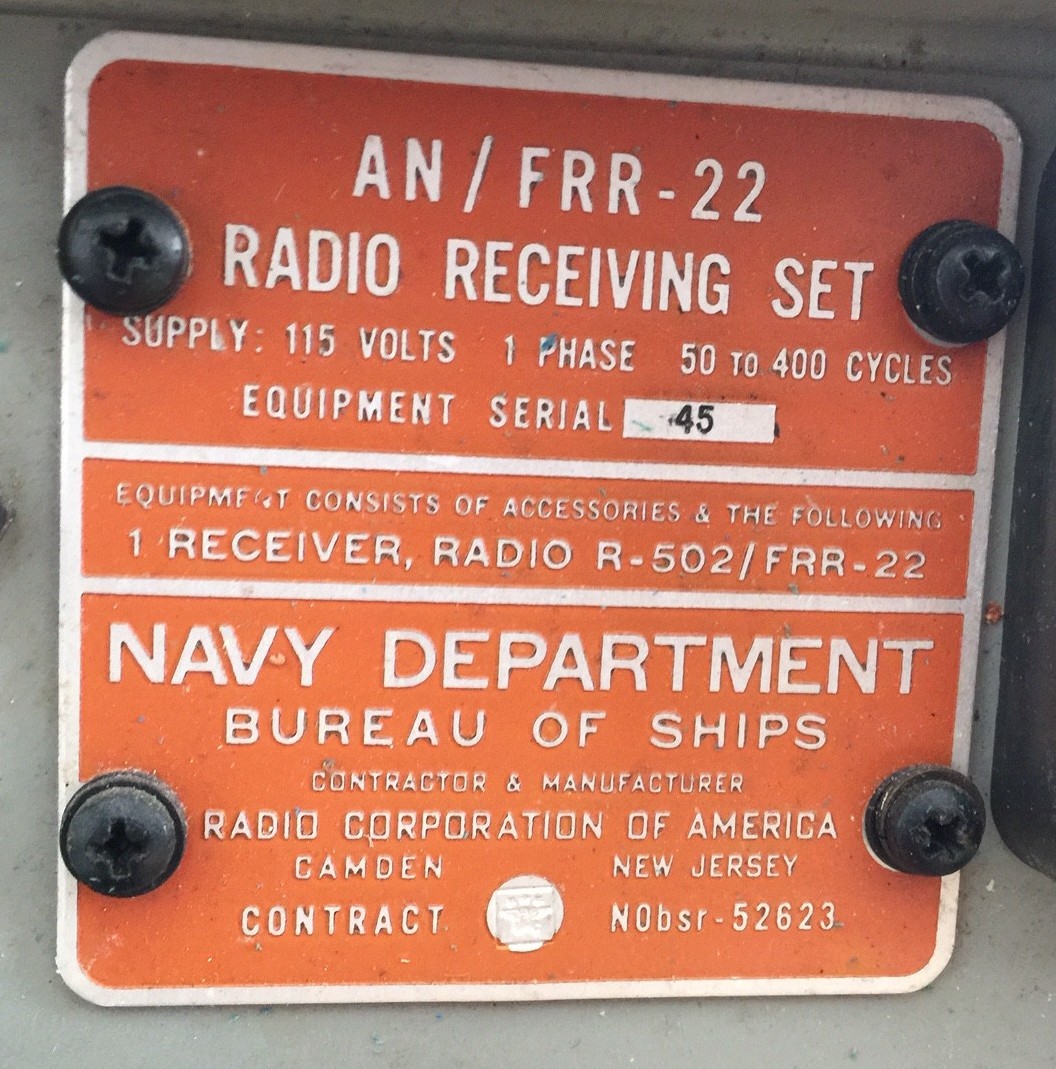 AN/FRR-22
RADIO RECEIVING SET
SUPPLY: 115 VOLTS 1 PHASE 50 TO 400 CYCLES
EQUIPMENT SERIAL 45
EQUIPMENT CONSISTS OF ACCESSORIES & THE FOLLOWING
1 RECEIVER, RADIO R-502/FRR-22
NAVY DEPARTMENT
BUREAU OF SHIPS
CONTRACTOR & MANUFACTURER
RADIO CORPORATION OF AMERICA
CAMDEN NEW JERSEY
CONTRACT NObsr-52623